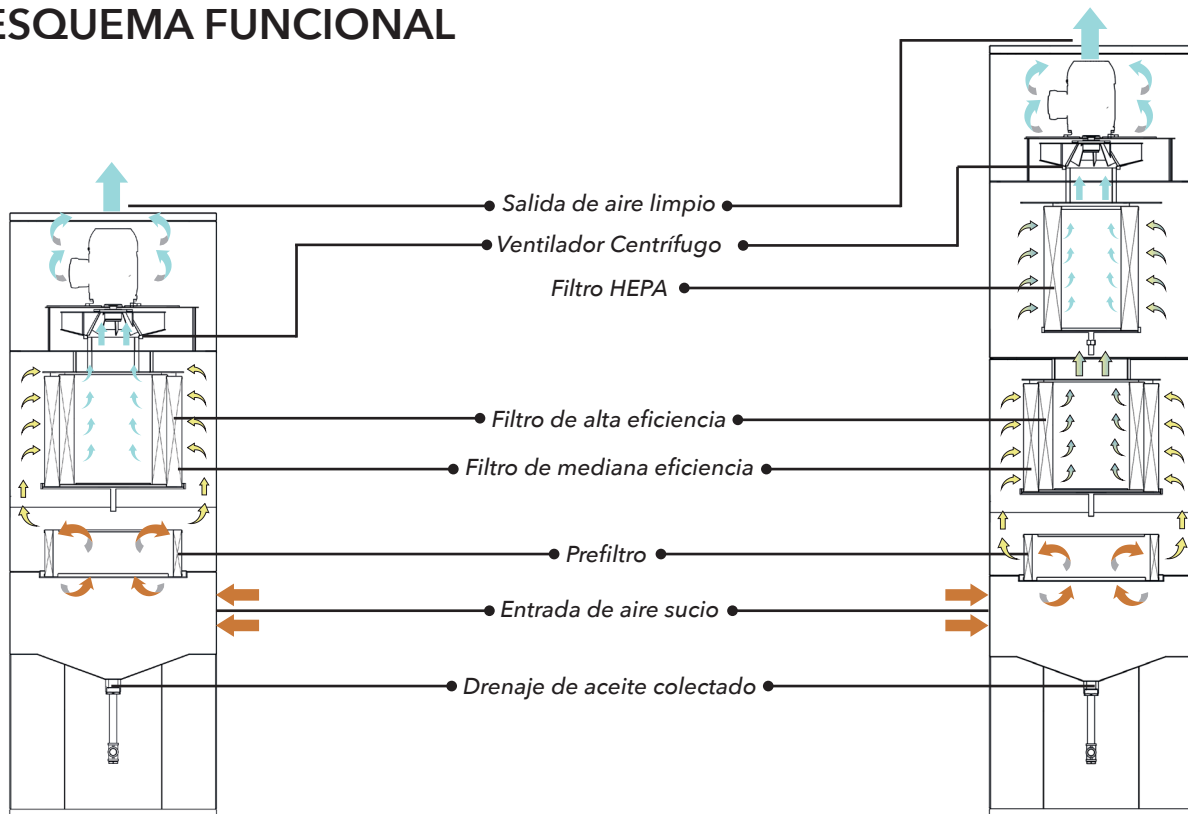 ESQUEMA FUNCIONAL
Salida de aire limpio
Ventilador Centrífugo
Filtro HEPA
Filtro de alta eficiencia
Filtro de mediana eficiencia
Prefiltro
Entrada de aire sucio
Drenaje de aceite colectado